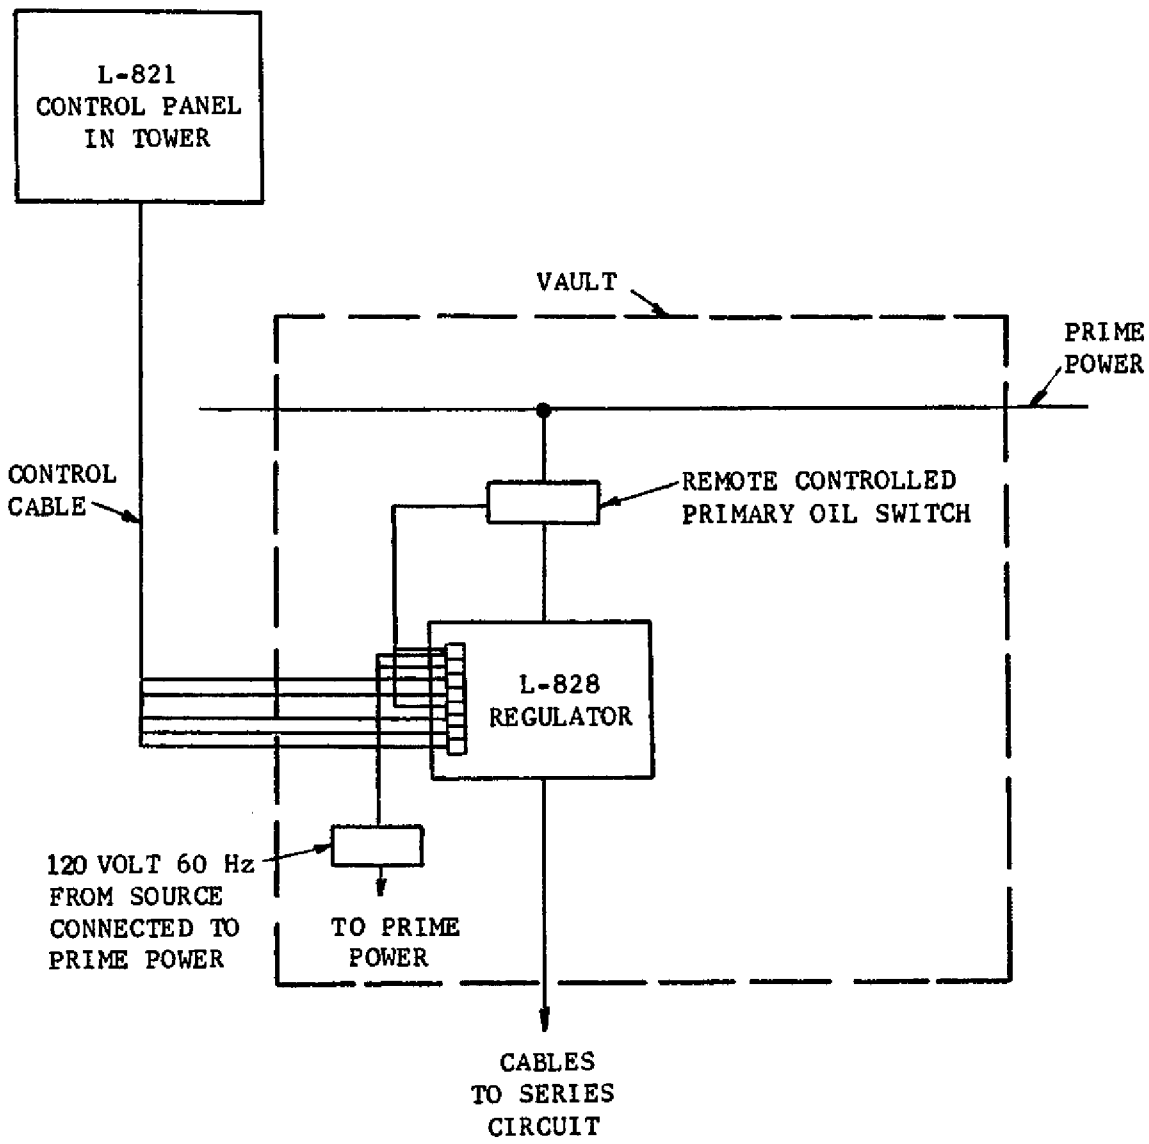 L-821
CONTROL PANEL
IN TOWER
VAULT
PRIME
POWER
CONTROL
CABLE
REMOTE CONTROLLED
PRIMARY OIL SWITCH
L-828
REGULATOR
120 VOLT 60 Hz
FROM SOURCE
CONNECTED TO
PRIME POWER
TO PRIME
POWER
CABLES
TO SERIES
CIRCUIT